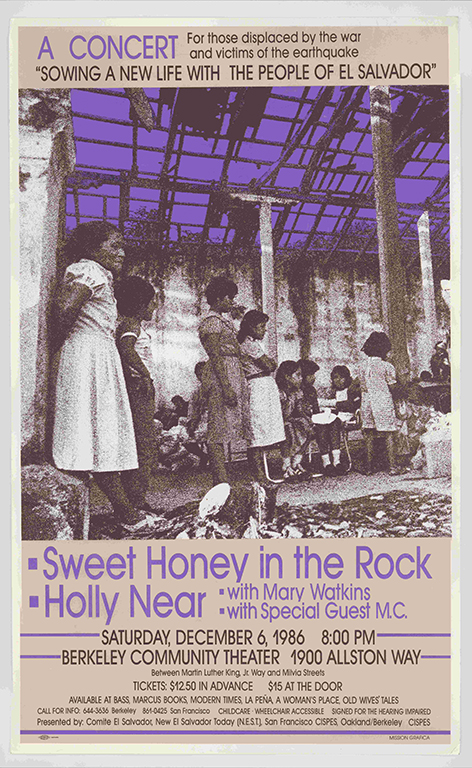 A CONCERT For those displaced by the war
and victims of the earthquake
"SOWING A NEW LIFE WITH THE PEOPLE OF EL SALVADOR"
Sweet Honey in the Rock
Holly Near
with Mary Watkins
with Special Guest M.C.
SATURDAY, DECEMBER 6, 1986 8:00 PM
BERKELEY COMMUNITY THEATER 1900 ALLSTON WAY
Between Martin Luther King, Jr. Way and Milvia Streets
TICKETS: $12.50 IN ADVANCE $15 AT THE DOOR
AVAILABLE AT BASS, MARCUS BOOKS, MODERN TIMES, LA PEÑA, A WOMAN'S PLACE, OLD WIVES' TALES
CALL FOR INFO: 644-3636 Berkeley 861-0425 San Francisco CHILDCARE · WHEELCHAIR ACCESSIBLE SIGNED FOR THE HEARING IMPAIRED
Presented by: Comite El Salvador, New El Salvador Today (N.E.S.T.), San Francisco CISPES, Oakland/Berkeley CISPES
MISSION GRAFICA